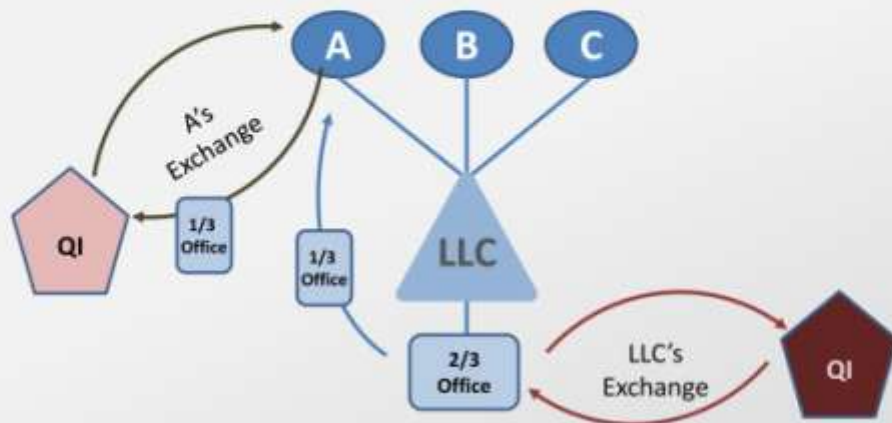 A
B
C
A's
Exchange
QI
1/3
Office
1/3
Office
LLC
2/3
Office
LLC's
Exchange
QI